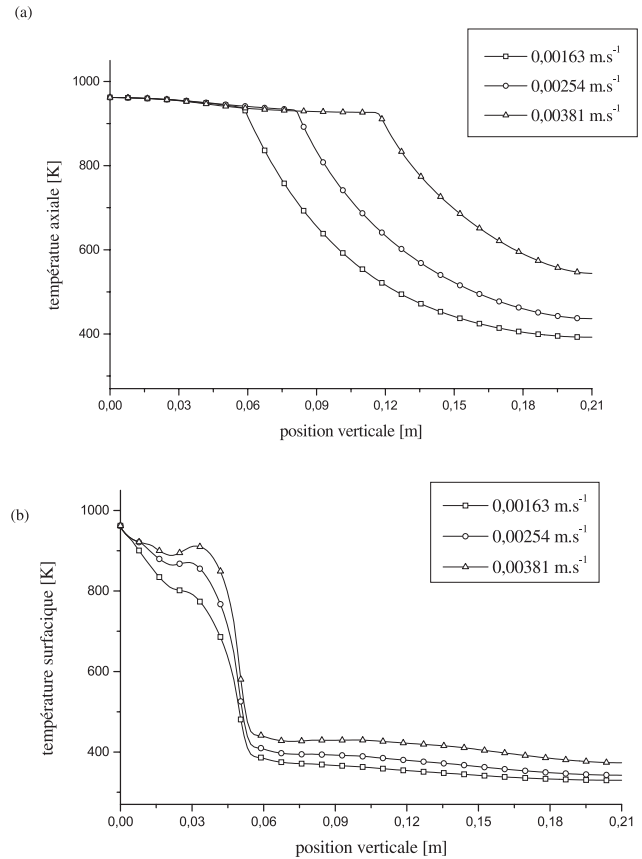 (a)
0,00163 m.s⁻¹
0,00254 m.s⁻¹
0,00381 m.s⁻¹
1000
800
600
400
températue axiale [K]
0,00 0,03 0,06 0,09 0,12 0,15 0,18 0,21
position verticale [m]
(b)
0,00163 m.s⁻¹
0,00254 m.s⁻¹
0,00381 m.s⁻¹
1000
800
600
400
température surfacique [K]
0,00 0,03 0,06 0,09 0,12 0,15 0,18 0,21
position verticale [m]